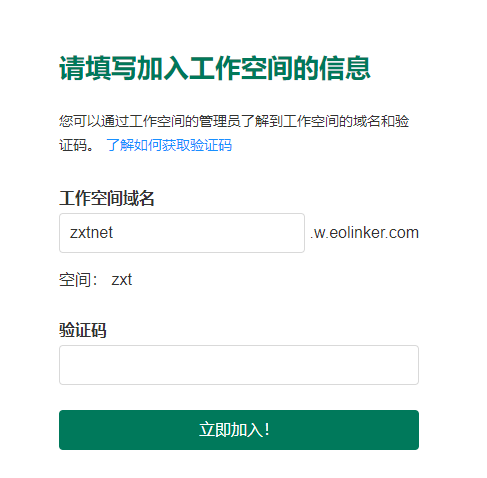 请填写加入工作空间的信息
您可以通过工作空间的管理员了解到工作空间的域名和验
证码。 了解如何获取验证码
工作空间域名
zxtnet .w.eolinker.com
空间： zxt
验证码
立即加入！